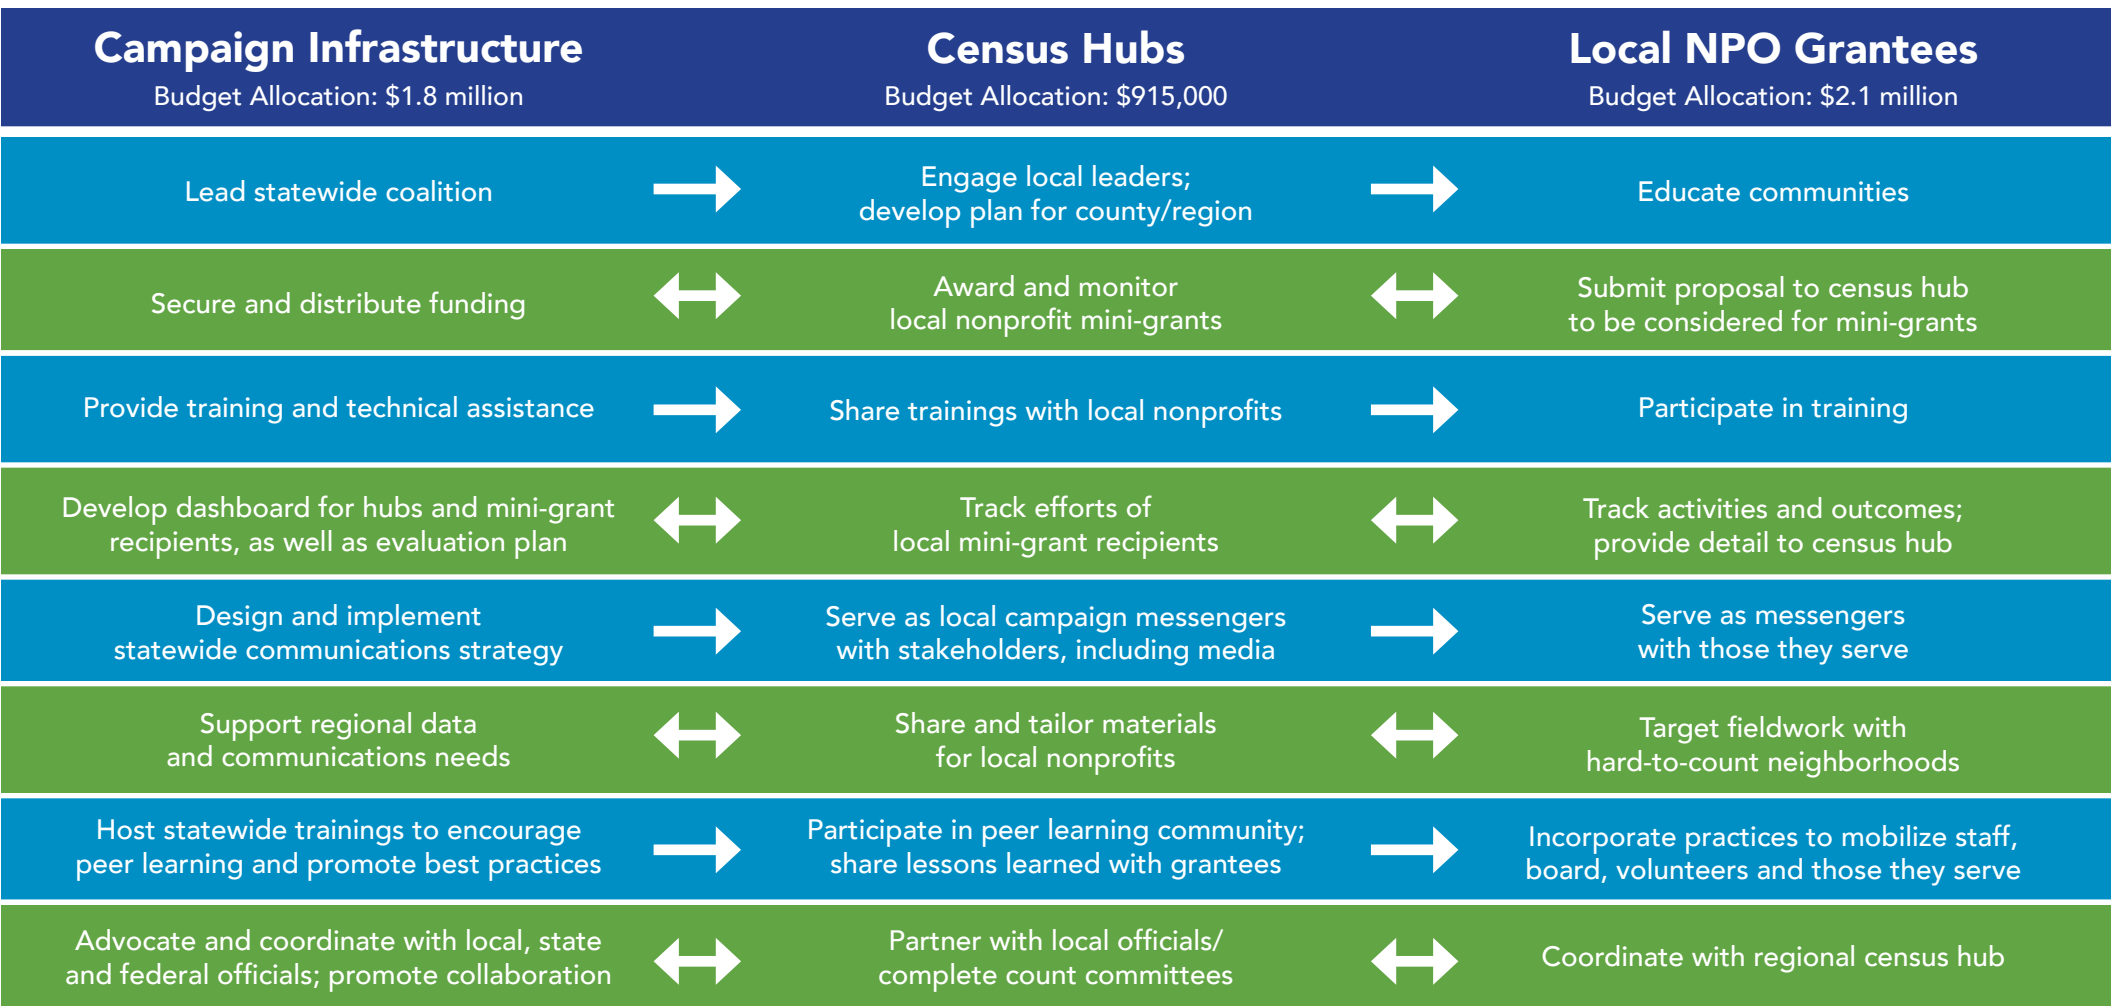 Campaign Infrastructure
Budget Allocation: $1.8 million
Census Hubs
Budget Allocation: $915,000
Local NPO Grantees
Budget Allocation: $2.1 million
Lead statewide coalition
Engage local leaders;
develop plan for county/region
Educate communities
Secure and distribute funding
Award and monitor
local nonprofit mini-grants
Submit proposal to census hub
to be considered for mini-grants
Provide training and technical assistance
Share trainings with local nonprofits
Participate in training
Develop dashboard for hubs and mini-grant
recipients, as well as evaluation plan
Track efforts of
local mini-grant recipients
Track activities and outcomes;
provide detail to census hub
Design and implement
statewide communications strategy
Serve as local campaign messengers
with stakeholders, including media
Serve as messengers
with those they serve
Support regional data
and communications needs
Share and tailor materials
for local nonprofits
Target fieldwork with
hard-to-count neighborhoods
Host statewide trainings to encourage
peer learning and promote best practices
Participate in peer learning community;
share lessons learned with grantees
Incorporate practices to mobilize staff,
board, volunteers and those they serve
Advocate and coordinate with local, state
and federal officials; promote collaboration
Partner with local officials/
complete count committees
Coordinate with regional census hub